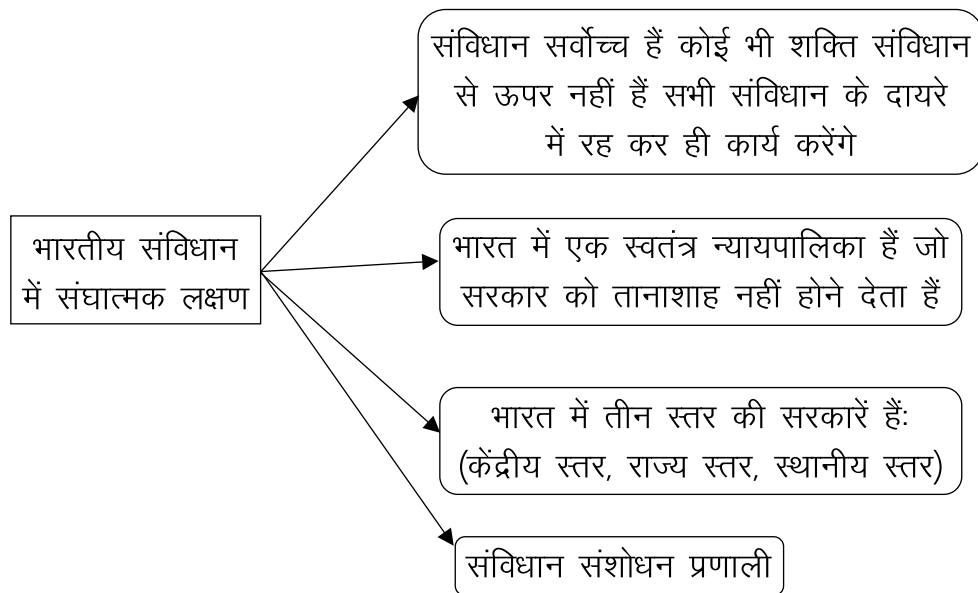 भारतीय संविधान
में संघात्मक लक्षण
संविधान सर्वोच्च हैं कोई भी शक्ति संविधान
से ऊपर नहीं हैं सभी संविधान के दायरे
में रह कर ही कार्य करेंगे
भारत में एक स्वतंत्र न्यायपालिका हैं जो
सरकार को तानाशाह नहीं होने देता हैं
भारत में तीन स्तर की सरकारें हैं:
(केंद्रीय स्तर, राज्य स्तर, स्थानीय स्तर)
संविधान संशोधन प्रणाली